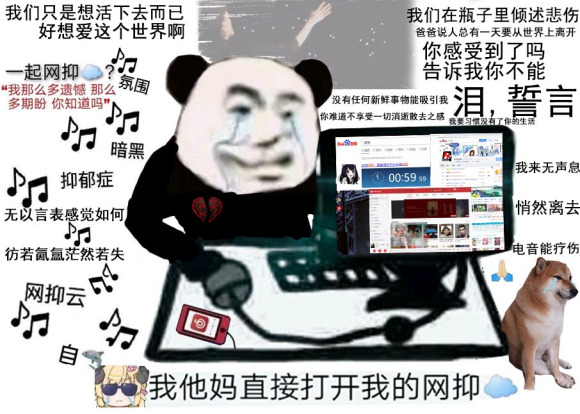 我们只是想活下去而已
好想爱这个世界啊
我们在瓶子里倾述悲伤
爸爸说人总有一天要从世界上离开
你感受到了吗
告诉我你不能
一起网抑☁️?
氛围
“我那么多遗憾 那么
多期盼 你知道吗”
没有任何新鲜事物能吸引我
泪,誓言
你难道不享受一切消逝散去之感
我要习惯没有了你的生活
暗黑
抑郁症
我来无声息
00:59 59
无以言表感觉如何
悄然离去
彷若氤氲茫然若失
电音能疗伤
🙏🏻
网抑云
自🐬
我他妈直接打开我的网抑☁️